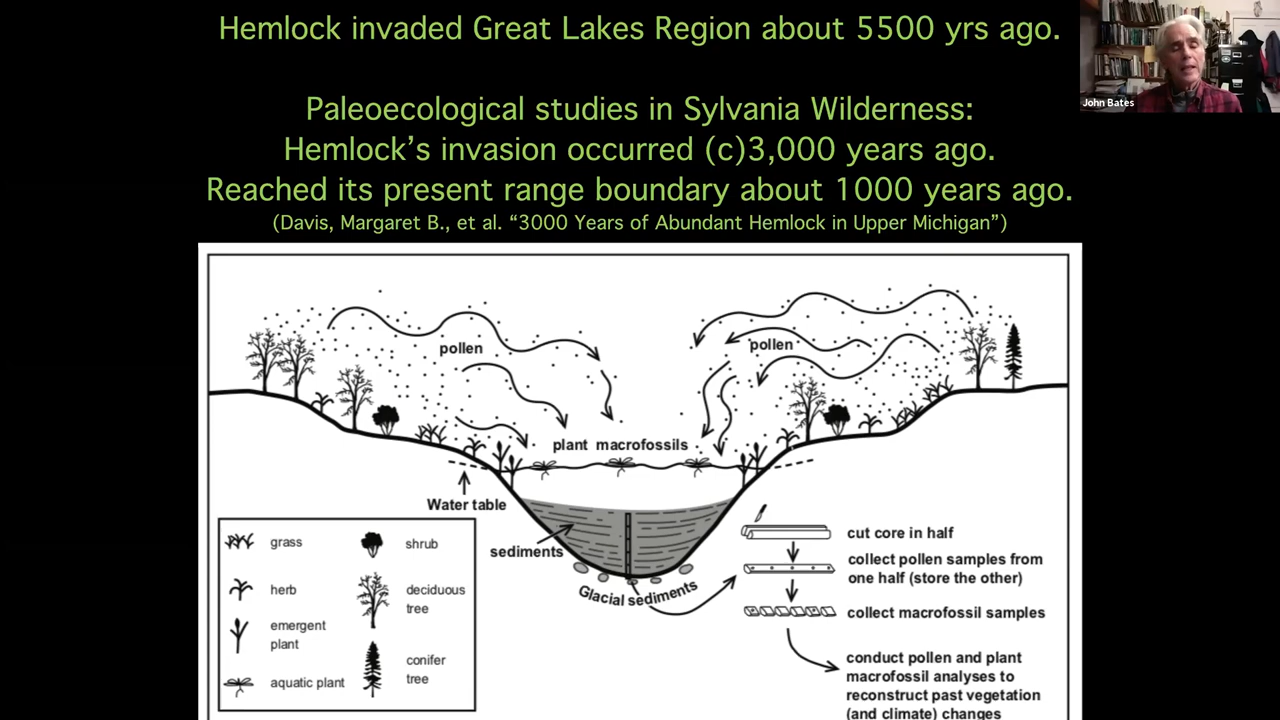 Hemlock invaded Great Lakes Region about 5500 yrs ago.
John Bates
Paleoecological studies in Sylvania Wilderness:
Hemlock's invasion occurred (c)3,000 years ago.
Reached its present range boundary about 1000 years ago.
(Davis, Margaret B., et al. “3000 Years of Abundant Hemlock in Upper Michigan”)
pollen
pollen
plant macrofossils
Water table
sediments
Glacial sediments
grass
shrub
herb
deciduous
tree
emergent
plant
conifer
tree
aquatic plant
cut core in half
collect pollen samples from
one half (store the other)
collect macrofossil samples
conduct pollen and plant
macrofossil analyses to
reconstruct past vegetation
(and climate) changes